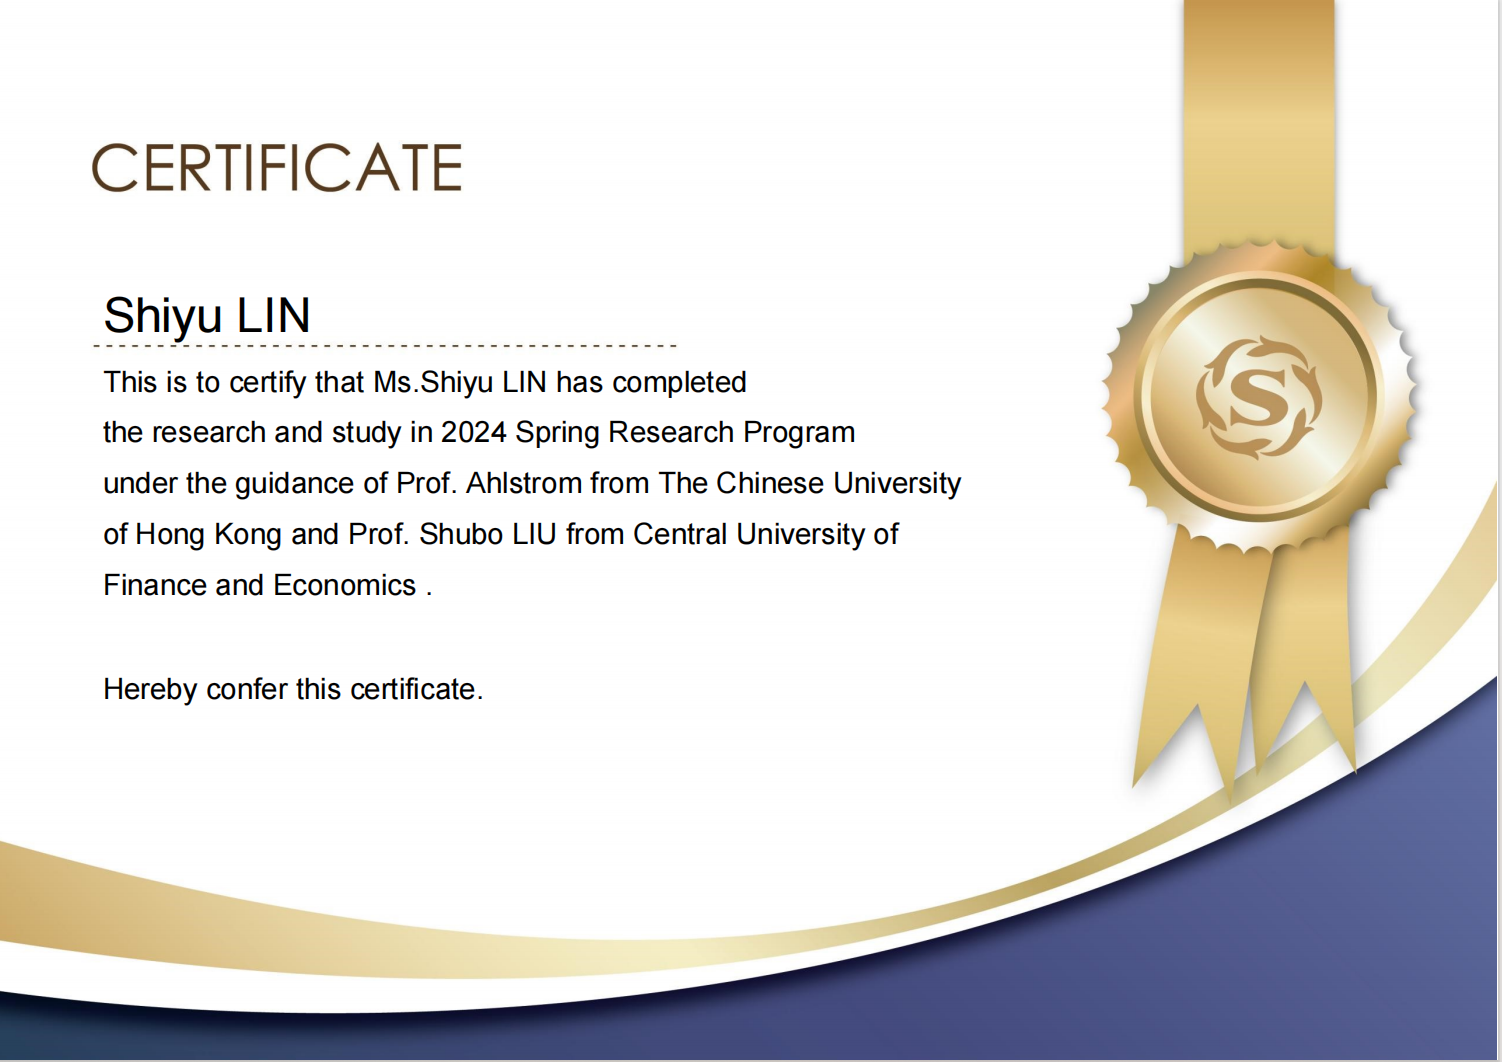 CERTIFICATE
Shiyu LIN
This is to certify that Ms.Shiyu LIN has completed
the research and study in 2024 Spring Research Program
under the guidance of Prof. Ahlstrom from The Chinese University
of Hong Kong and Prof. Shubo LIU from Central University of
Finance and Economics .
Hereby confer this certificate.
S